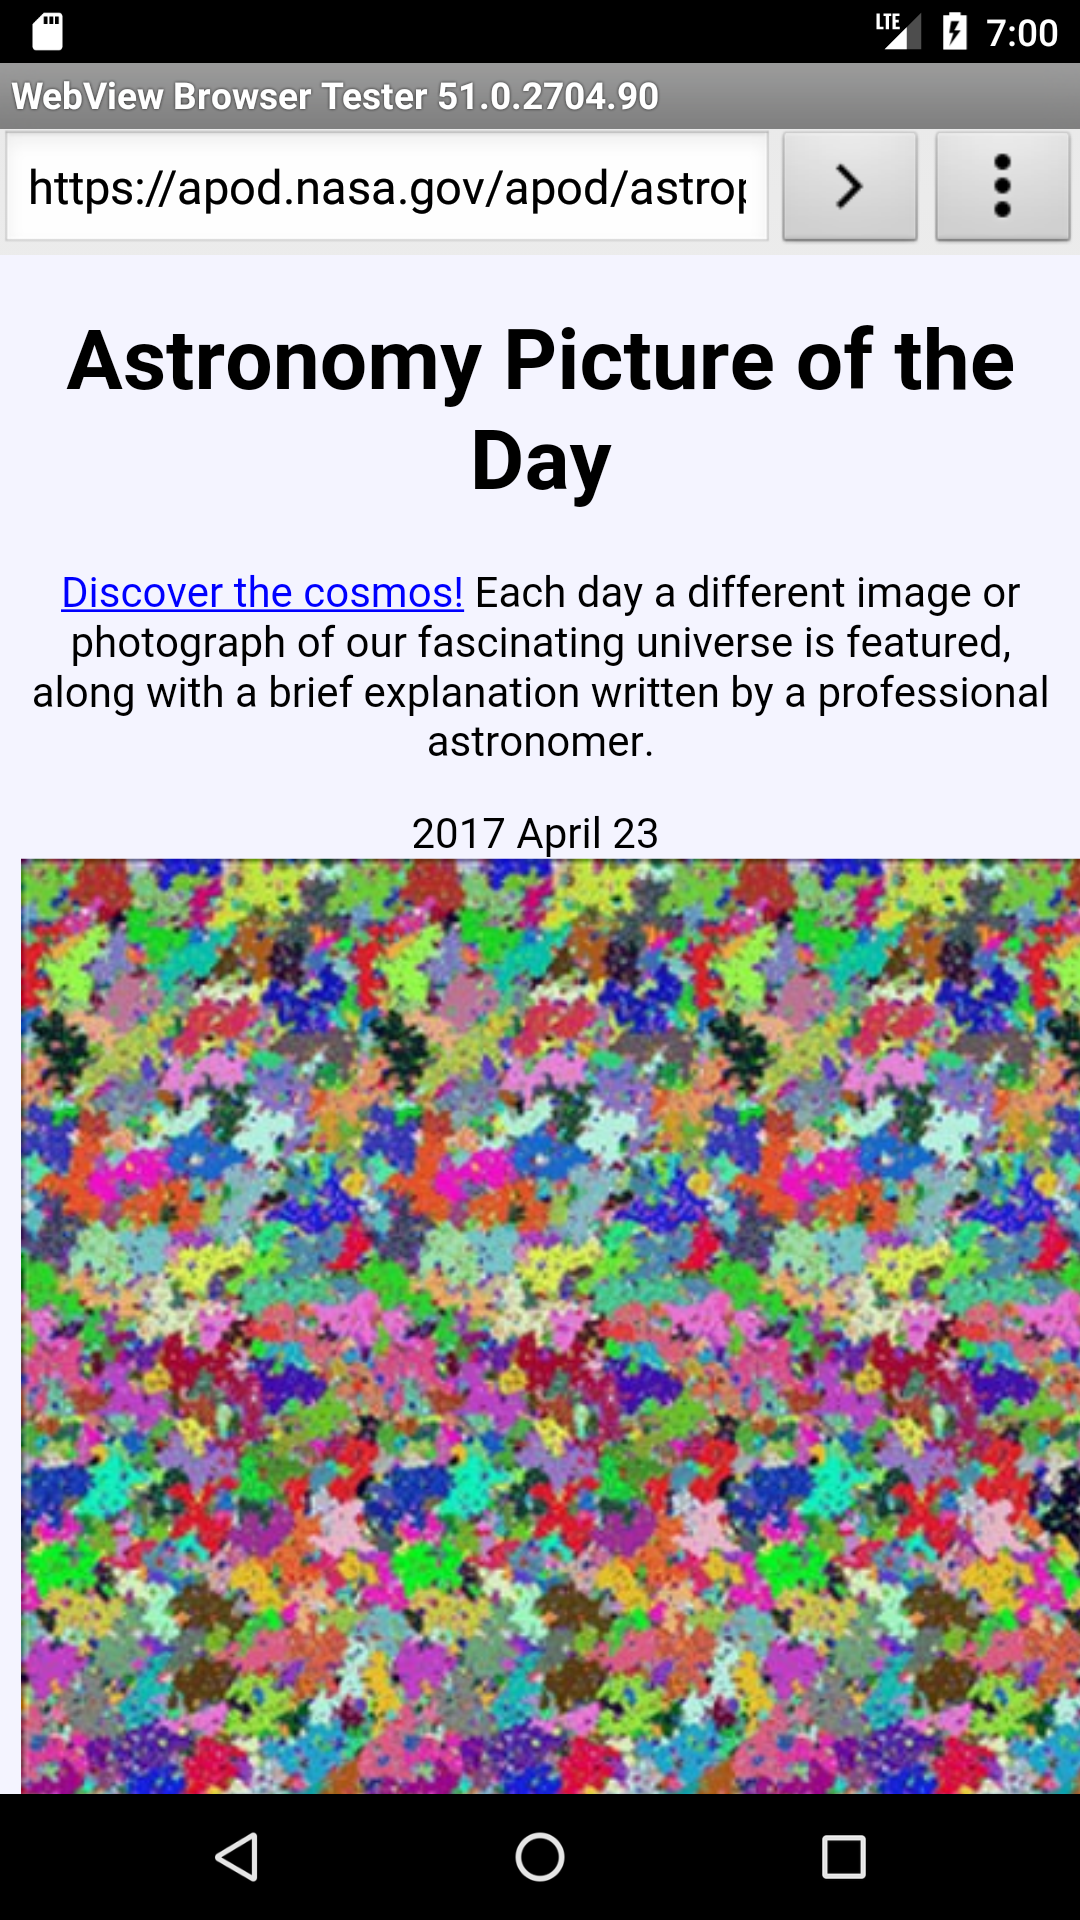 LTE 7:00
WebView Browser Tester 51.0.2704.90
https://apod.nasa.gov/apod/astrop
Astronomy Picture of the
Day
Discover the cosmos! Each day a different image or
photograph of our fascinating universe is featured,
along with a brief explanation written by a professional
astronomer.
2017 April 23